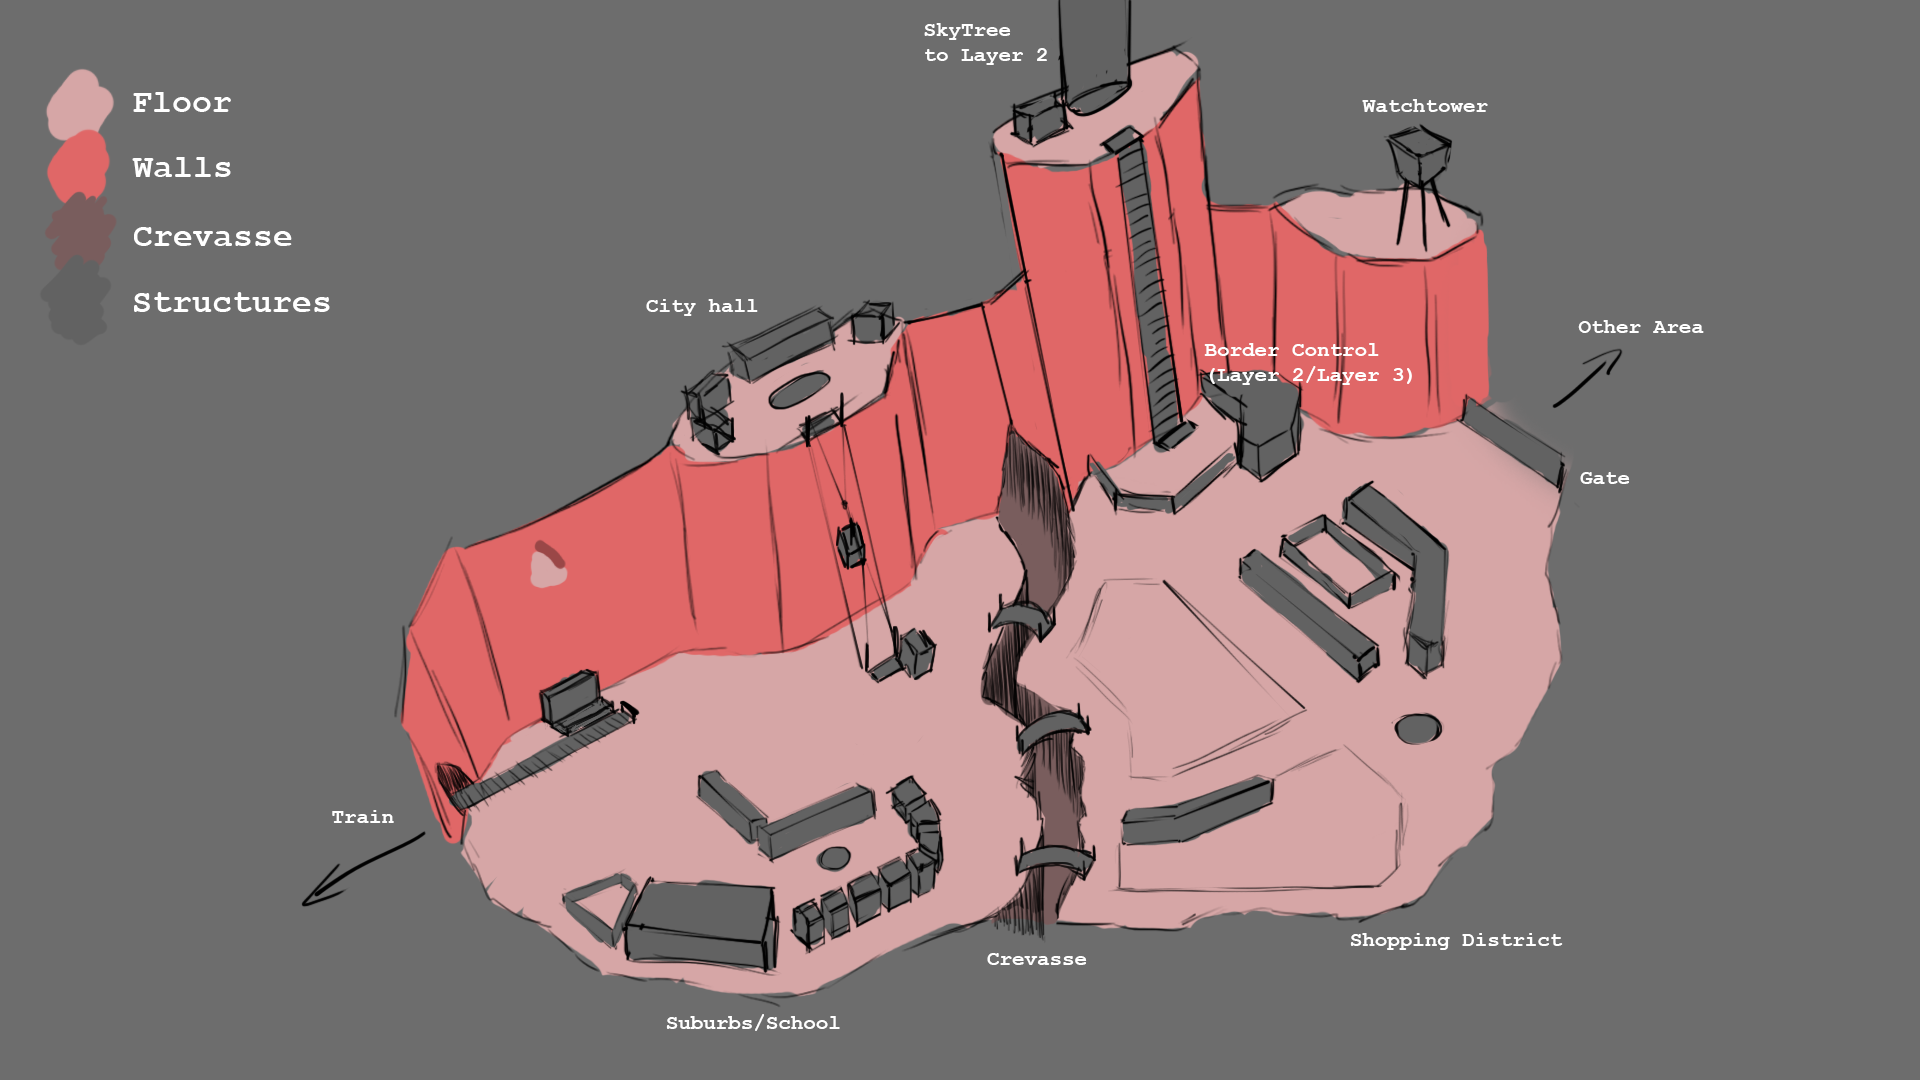 Floor
Walls
Crevasse
Structures
SkyTree
to Layer 2
Watchtower
City hall
Other Area
Border Control
(Layer 2/Layer 3)
Gate
Train
Shopping District
Crevasse
Suburbs/School